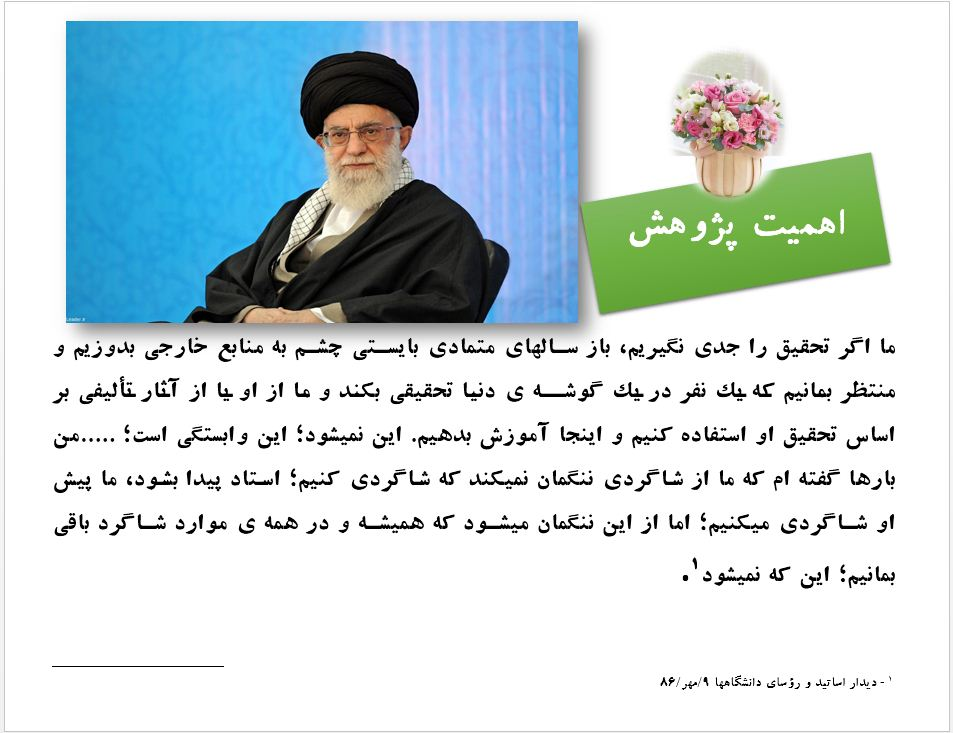 اهمیت پژوهش
ما اگر تحقیق را جدی نگیریم، باز سالهای متمادی بایستی چشم به منابع خارجی بدوزیم و
منتظر بمانیم که یك نفر در یك گوشه ی دنیا تحقیقی بکند و ما از او یا از آثار تألیفی بر
اساس تحقیق او استفاده کنیم و اینجا آموزش بدهیم. این نمیشود؛ این وابستگی است؛ .....من
بارها گفته ام که ما از شاگردی ننگمان نمیکند که شاگردی کنیم؛ استاد پیدا بشود، ما پیش
او شاگردی میکنیم؛ اما از این ننگمان میشود که همیشه و در همه ی موارد شاگرد باقی
بمانیم؛ این که نمیشود۱.
۱ - دیدار اساتید و رؤسای دانشگاهها ۹/مهر/۸۶